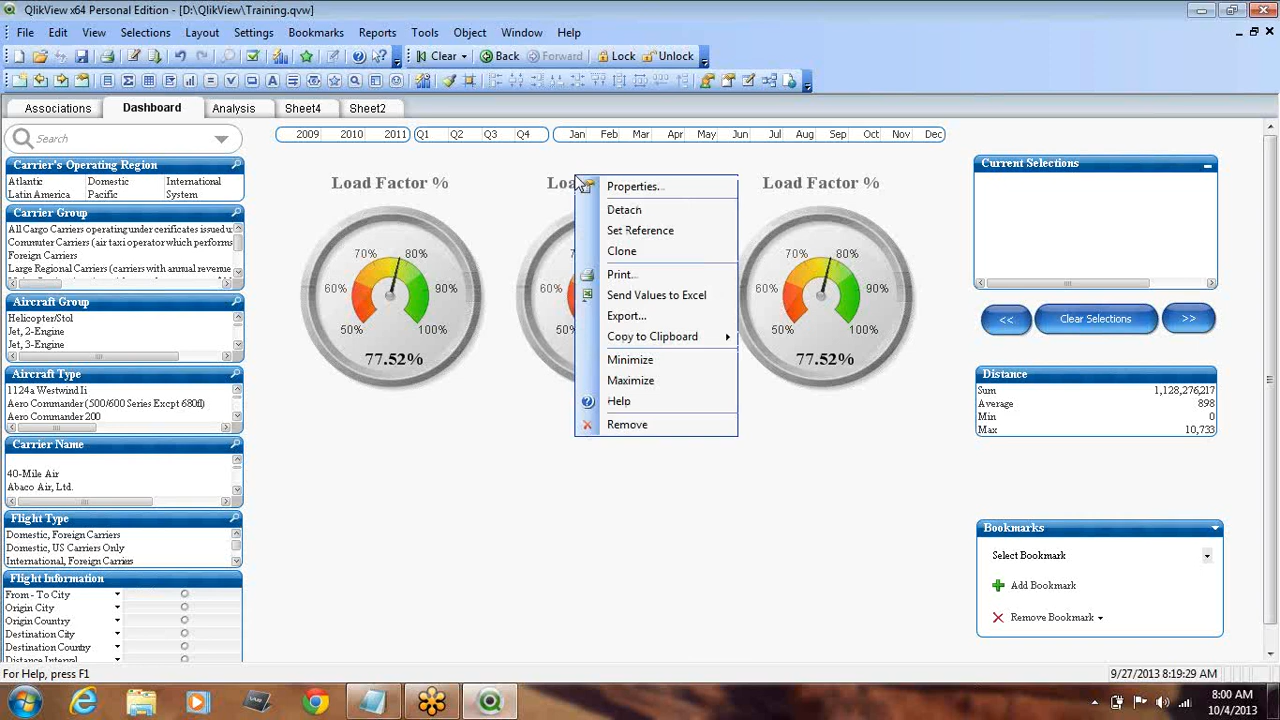 QlikView x64 Personal Edition - [D:\QlikView\Training.qvw]
File Edit View Selections Layout Settings Bookmarks Reports Tools Object Window Help
Clear Back Forward Lock Unlock
Associations Dashboard Analysis Sheet4 Sheet2
Search
2009 2010 2011 Q1 Q2 Q3 Q4 Jan Feb Mar Apr May Jun Jul Aug Sep Oct Nov Dec
Carrier's Operating Region
Atlantic Domestic International
Latin America Pacific System
Carrier Group
All Cargo Carriers operating under certificates issued u
Commuter Carriers (air taxi operator which performs
Foreign Carriers
Large Regional Carriers (carriers with annual revenue
Aircraft Group
Helicopter/Stol
Jet, 2-Engine
Jet, 3-Engine
Aircraft Type
1124a Westwind Ii
Aero Commander (500/600 Series Excpt 680fl)
Aero Commander 200
Carrier Name
40-Mile Air
Abaco Air, Ltd.
Flight Type
Domestic, Foreign Carriers
Domestic, US Carriers Only
International, Foreign Carriers
Flight Information
From - To City
Origin City
Origin Country
Destination City
Destination Country
Distance Interval
Load Factor %
50% 60% 70% 80% 90% 100%
77.52%
Loa
60%
50%
Properties...
Detach
Set Reference
Clone
Print...
Send Values to Excel
Export...
Copy to Clipboard
Minimize
Maximize
Help
Remove
Load Factor %
50% 60% 70% 80% 90% 100%
77.52%
Current Selections
<< Clear Selections >>
Distance
Sum 1,128,276,217
Average 898
Min 0
Max 10,733
Bookmarks
Select Bookmark
Add Bookmark
Remove Bookmark
For Help, press F1 9/27/2013 8:19:29 AM
8:00 AM
10/4/2013